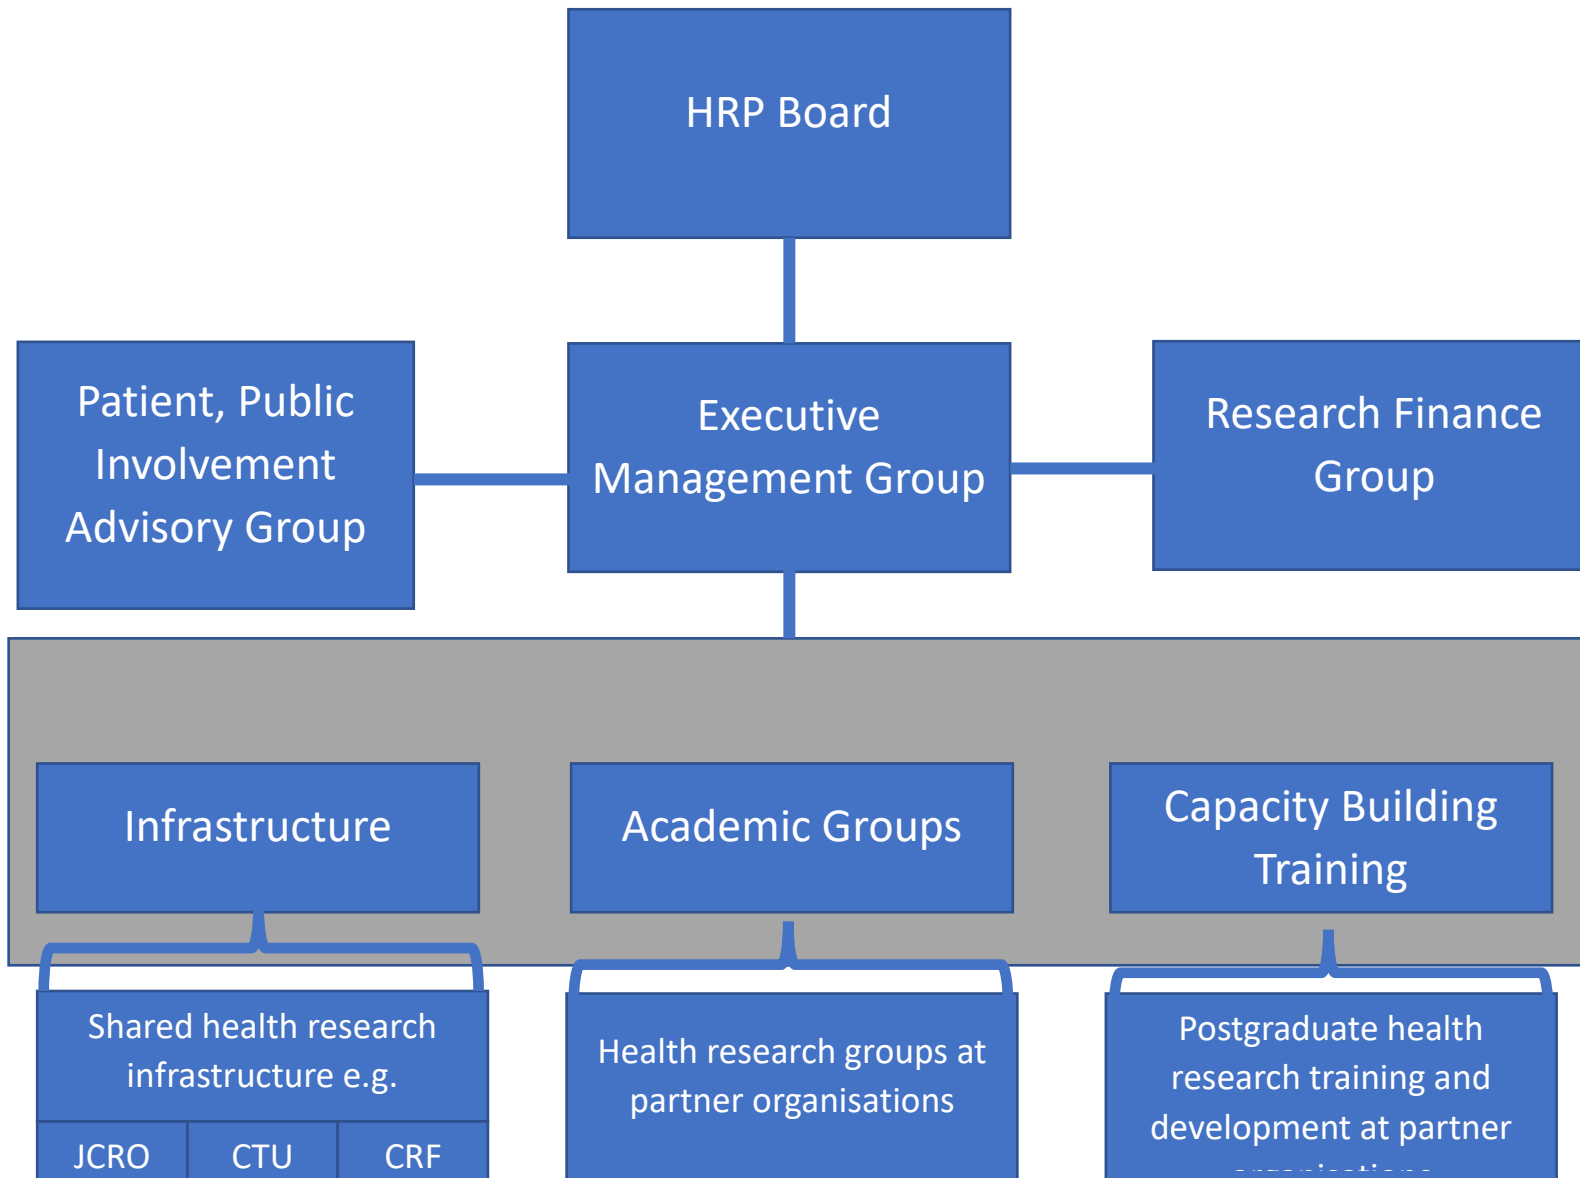 HRP Board
Patient, Public
Involvement
Advisory Group
Executive
Management Group
Research Finance
Group
Infrastructure
Academic Groups
Capacity Building
Training
Shared health research
infrastructure e.g.
JCRO
CTU
CRF
Health research groups at
partner organisations
Postgraduate health
research training and
development at partner
organisations